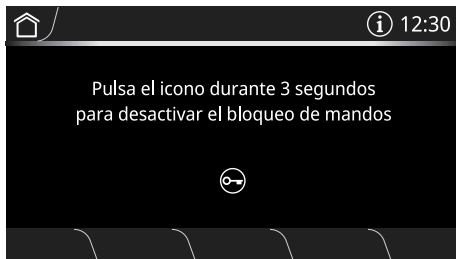 12:30
Pulsa el icono durante 3 segundos
para desactivar el bloqueo de mandos